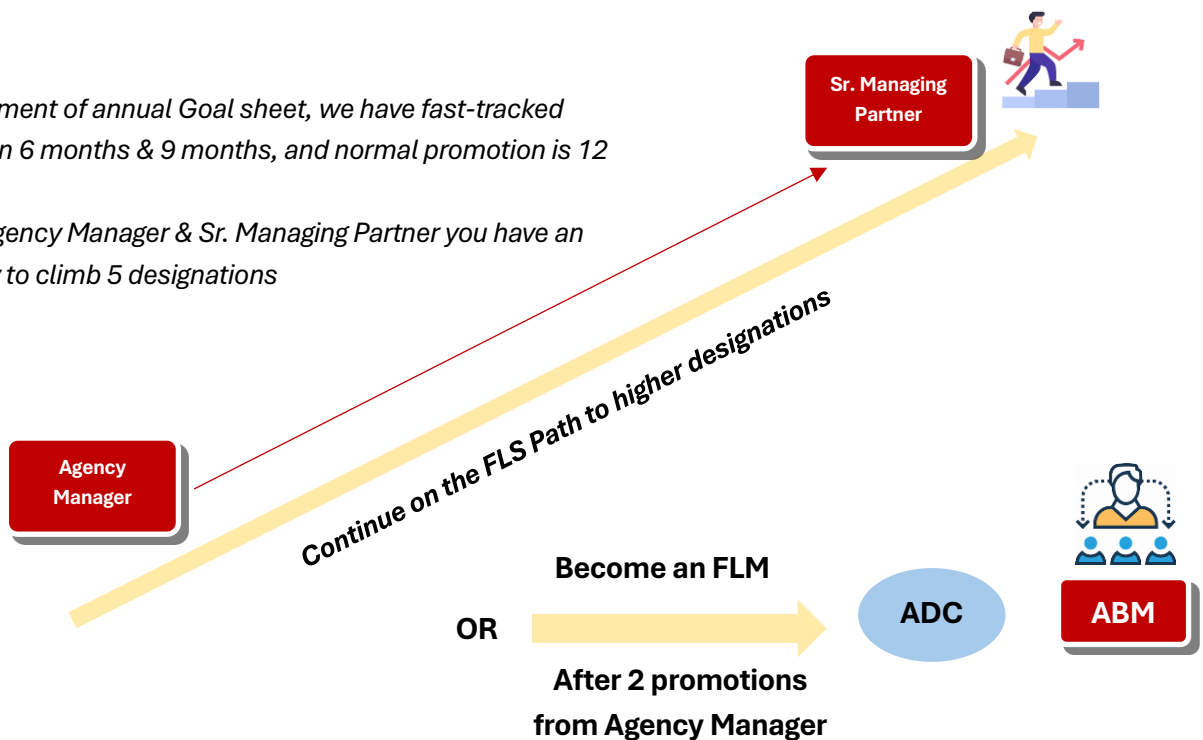 ment of annual Goal sheet, we have fast-tracked
n 6 months & 9 months, and normal promotion is 12
gency Manager & Sr. Managing Partner you have an
y to climb 5 designations
Sr. Managing
Partner
Agency
Manager
Continue on the FLS Path to higher designations
Become an FLM
OR
After 2 promotions
from Agency Manager
ADC
ABM